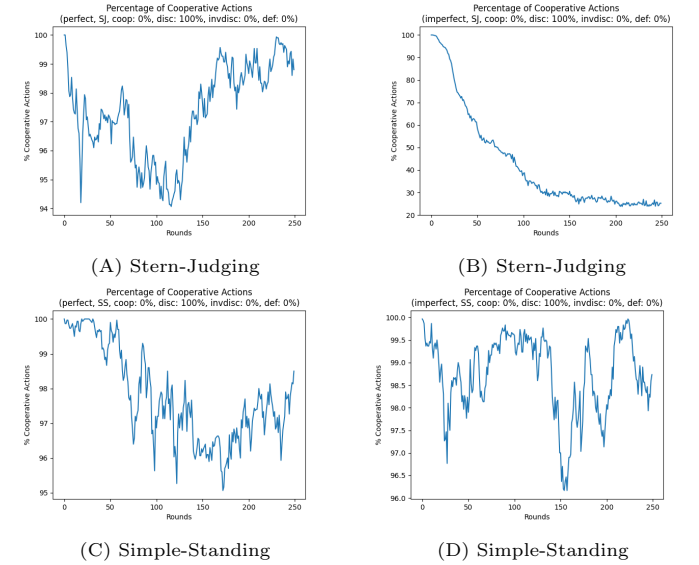 Percentage of Cooperative Actions
(perfect, SJ, coop: 0%, disc: 100%, invdisc: 0%, def: 0%)
% Cooperative Actions
100
99
98
97
96
95
94
0
50
100
150
200
250
Rounds
(A) Stern-Judging
Percentage of Cooperative Actions
(imperfect, SJ, coop: 0%, disc: 100%, invdisc: 0%, def: 0%)
% Cooperative Actions
100
90
80
70
60
50
40
30
20
0
50
100
150
200
250
Rounds
(B) Stern-Judging
Percentage of Cooperative Actions
(perfect, SS, coop: 0%, disc: 100%, invdisc: 0%, def: 0%)
% Cooperative Actions
100
99
98
97
96
95
0
50
100
150
200
250
Rounds
(C) Simple-Standing
Percentage of Cooperative Actions
(imperfect, SS, coop: 0%, disc: 100%, invdisc: 0%, def: 0%)
% Cooperative Actions
100.0
99.5
99.0
98.5
98.0
97.5
97.0
96.5
96.0
0
50
100
150
200
250
Rounds
(D) Simple-Standing